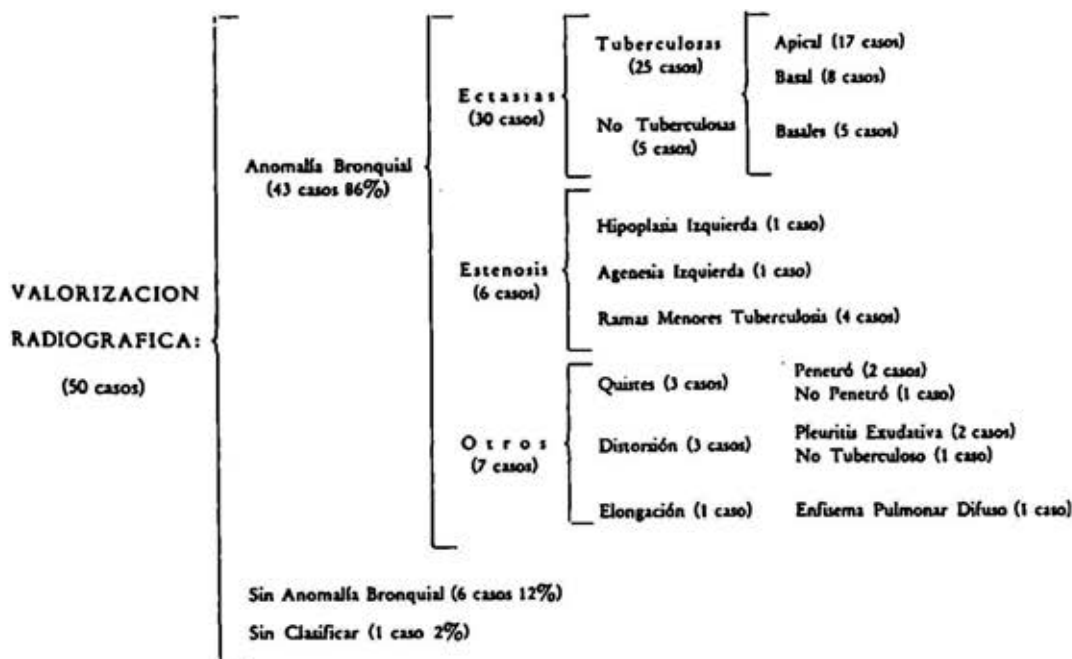 VALORIZACION
RADIOGRAFICA:
(50 casos)
Anomalía Bronquial
(43 casos 86%)
Ectasias
(30 casos)
Tuberculosas
(25 casos)
Apical (17 casos)
Basal (8 casos)
No Tuberculosas
(5 casos)
Basales (5 casos)
Estenosis
(6 casos)
Hipoplasia Izquierda (1 caso)
Agenesia Izquierda (1 caso)
Ramas Menores Tuberculosis (4 casos)
Otros
(7 casos)
Quistes (3 casos)
Penetró (2 casos)
No Penetró (1 caso)
Distorsión (3 casos)
Pleuritis Exudativa (2 casos)
No Tuberculoso (1 caso)
Elongación (1 caso)
Enfisema Pulmonar Difuso (1 caso)
Sin Anomalía Bronquial (6 casos 12%)
Sin Clasificar (1 caso 2%)